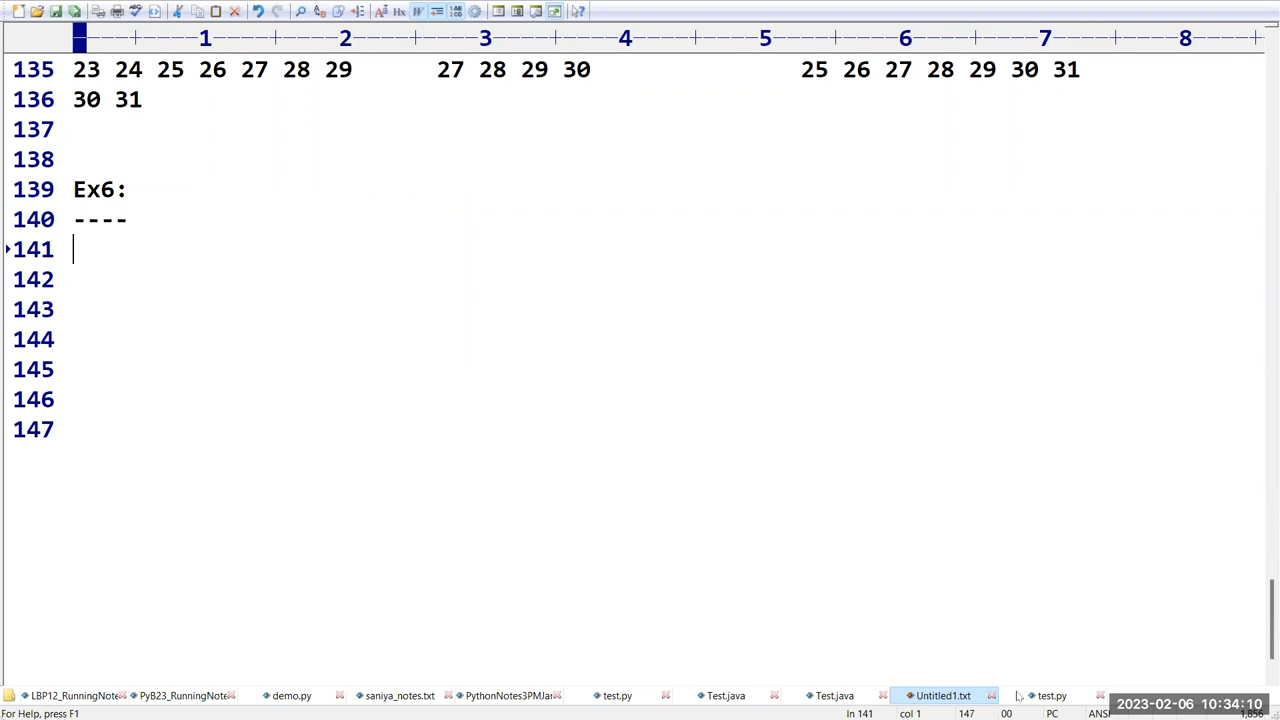 1 2 3 4 5 6 7 8
135 23 24 25 26 27 28 29 27 28 29 30 25 26 27 28 29 30 31
136 30 31
137
138
139 Ex6:
140 ----
141
142
143
144
145
146
147
LBP12_RunningNote PyB23_RunningNote demo.py saniya_notes.txt PythonNotes3PMJan test.py Test.java Test.java Untitled1.txt test.py
2023-02-06 10:34:10
For Help, press F1 ln 141 col 1 147 00 PC ANSI 1,856